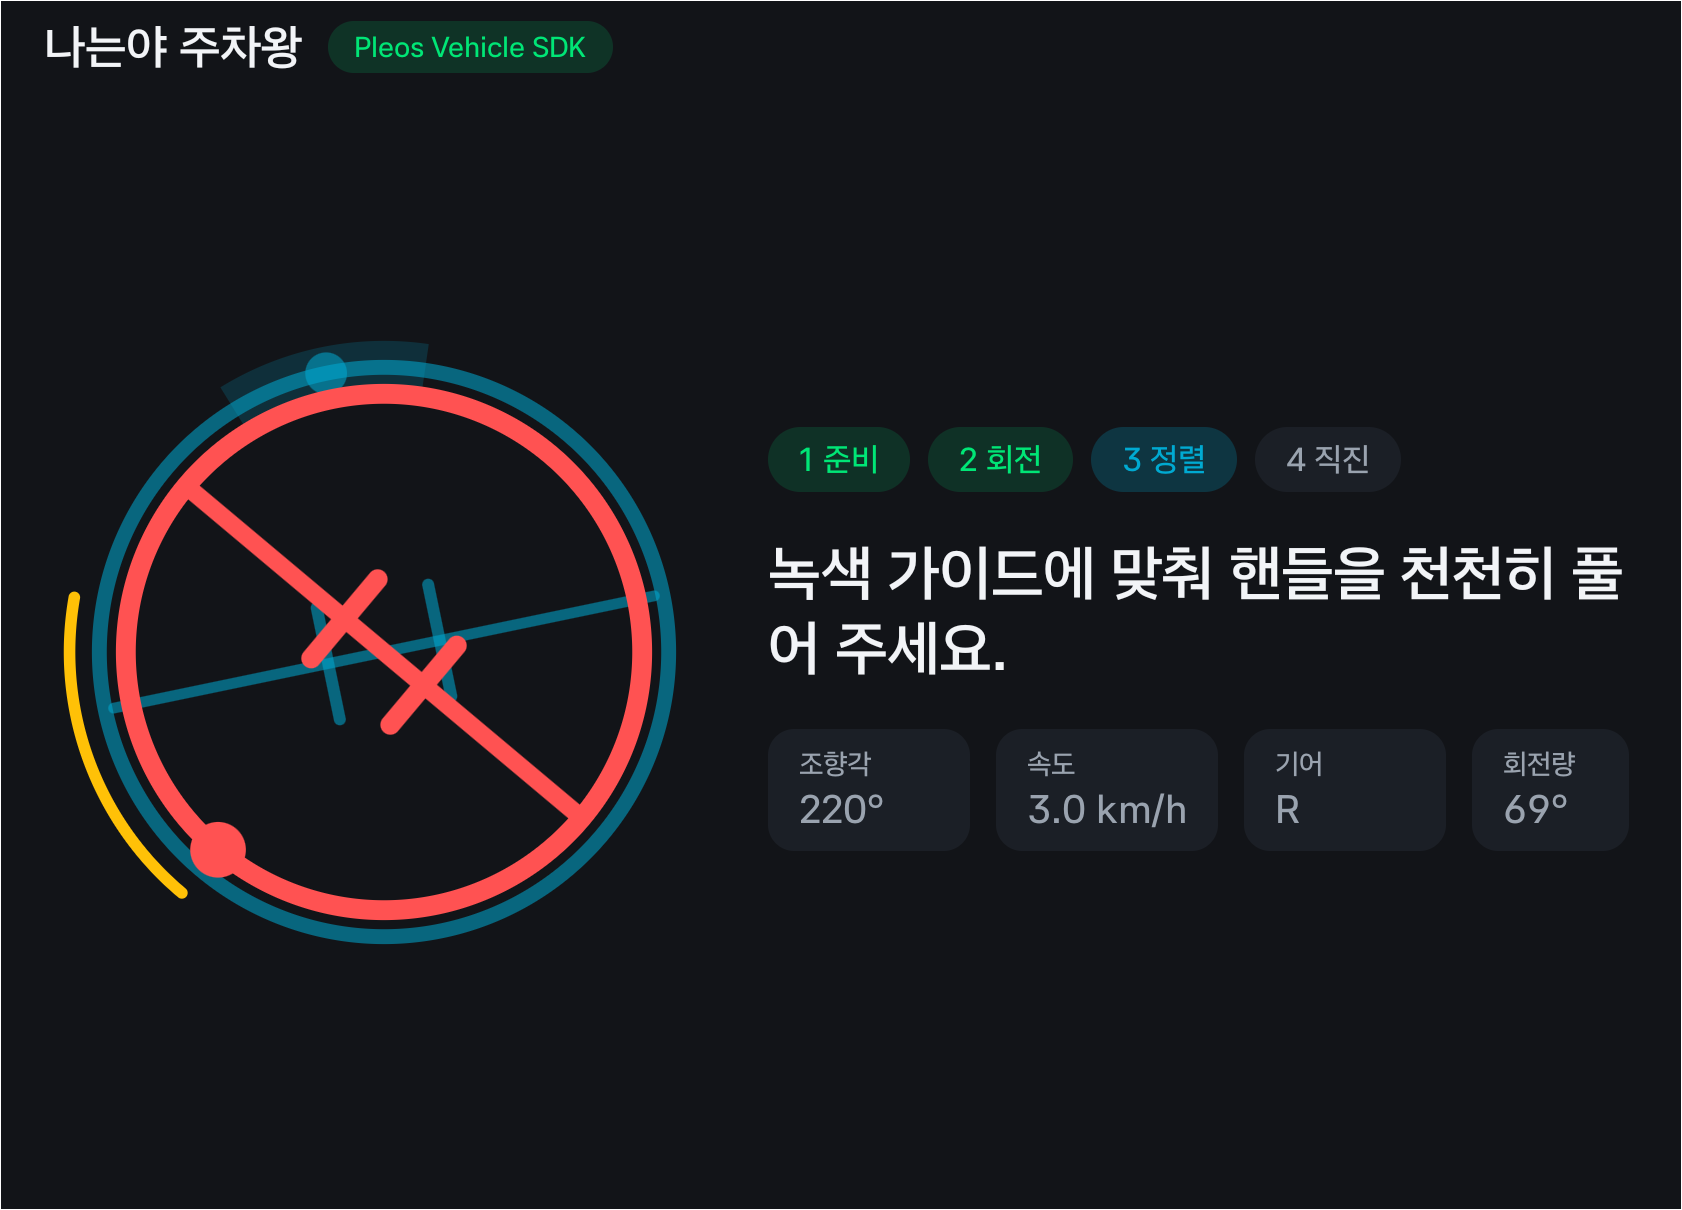 나는야 주차왕
Pleos Vehicle SDK
1 준비
2 회전
3 정렬
4 직진
녹색 가이드에 맞춰 핸들을 천천히 풀
어 주세요.
조향각
220°
속도
3.0 km/h
기어
R
회전량
69°